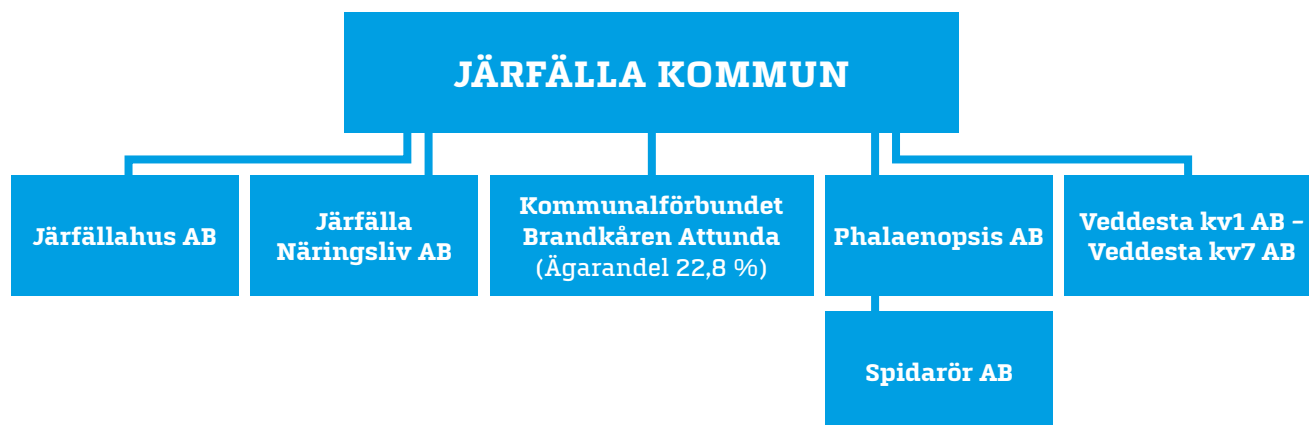 JÄRFÄLLA KOMMUN
Järfällahus AB
Järfälla
Näringsliv AB
Kommunalförbundet
Brandkåren Attunda
(Ägarandel 22,8 %)
Phalaenopsis AB
Veddesta kv1 AB –
Veddesta kv7 AB
Spidarör AB